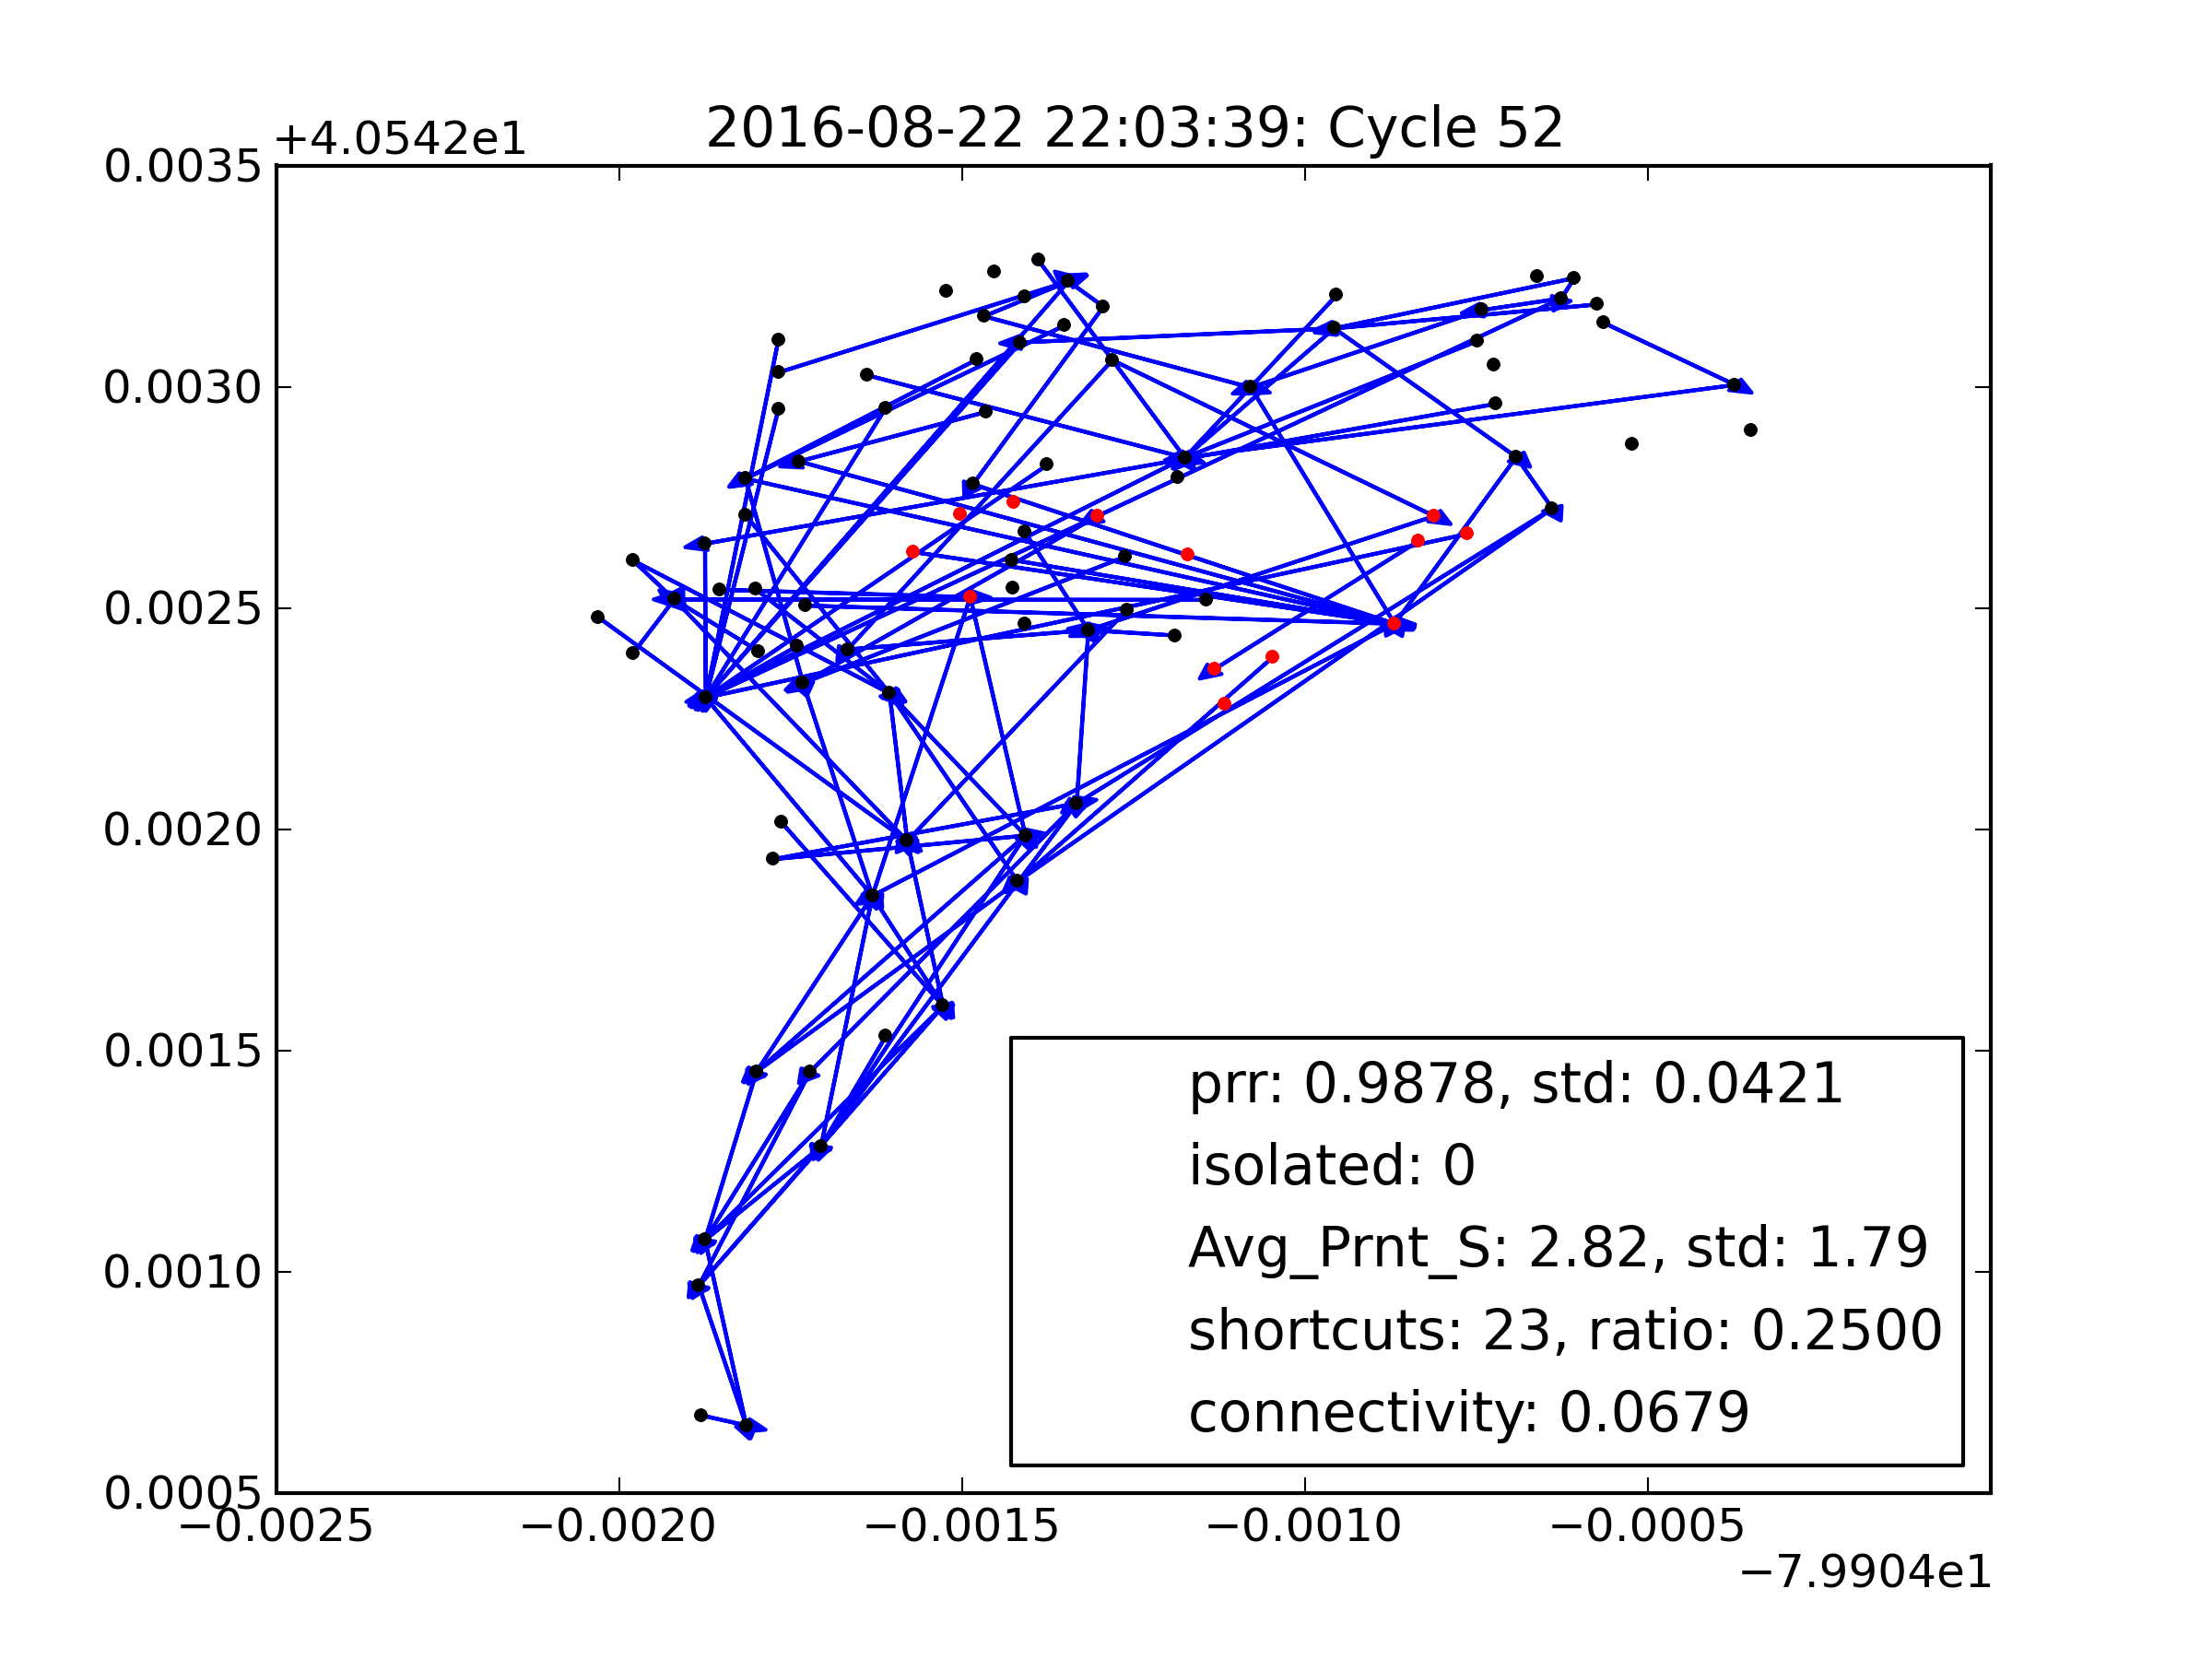 2016-08-22 22:03:39: Cycle 52
+4.0542e1
0.0035
0.0030
0.0025
0.0020
0.0015
0.0010
0.0005
−0.0025
−0.0020
−0.0015
−0.0010
−0.0005
−7.9904e1
prr: 0.9878, std: 0.0421
isolated: 0
Avg_Prnt_S: 2.82, std: 1.79
shortcuts: 23, ratio: 0.2500
connectivity: 0.0679